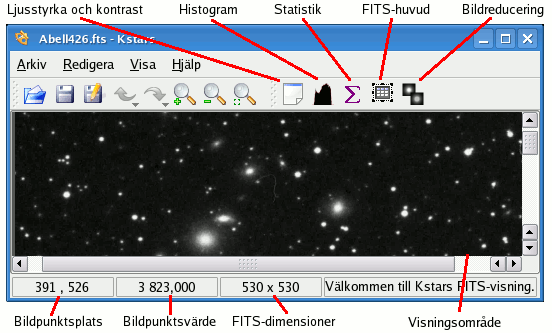 Ljusstyrka och kontrast Histogram Statistik FITS-huvud Bildreducering
Abell426.fts - Kstars
Arkiv Redigera Visa Hjälp
391 , 526 3 823,000 530 x 530 Välkommen till Kstars FITS-visning.
Bildpunktsplats Bildpunktsvärde FITS-dimensioner Visningsområde